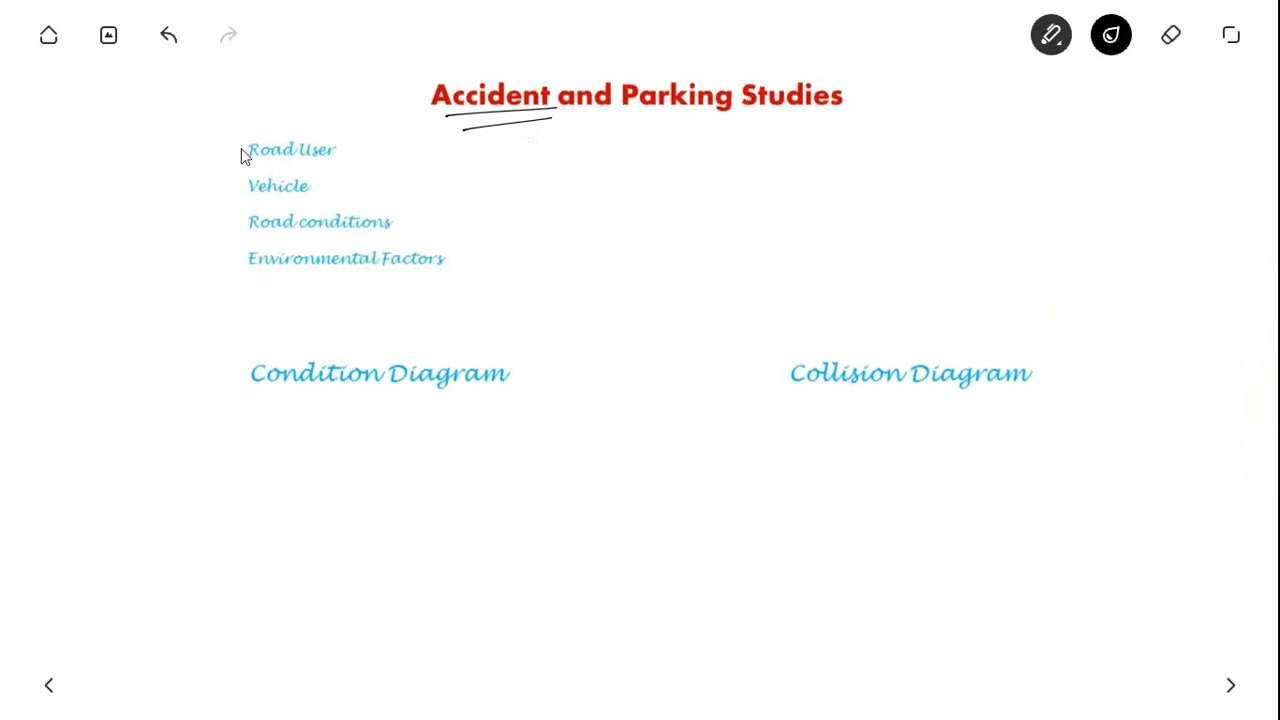 Accident and Parking Studies
Road User
Vehicle
Road conditions
Environmental Factors
Condition Diagram
Collision Diagram